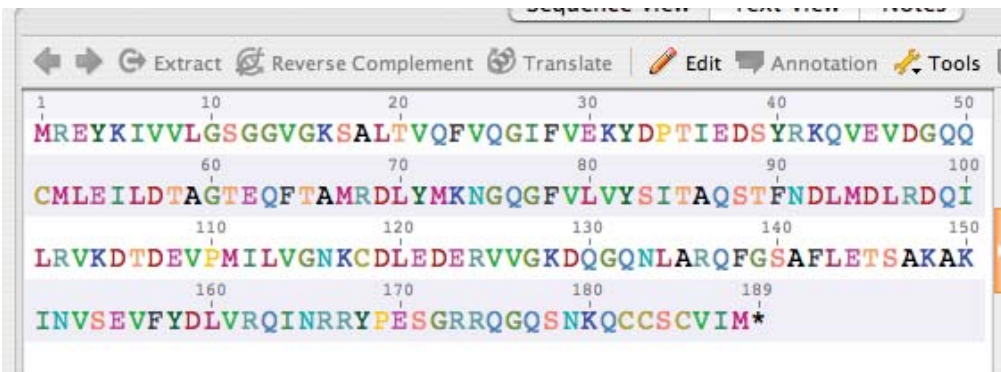 Sequence View Text View Notes
Extract Reverse Complement Translate Edit Annotation Tools
1 10 20 30 40 50
MREYKIVVLGSGGVGKSALTVQFVQGIFVEKYDPTIEDSYRKQVEVDGQQ
60 70 80 90 100
CMLEILDTAGTEQFTAMRDLYMKNGQGFVLVYSITAQSTFNDLMDLRDQI
110 120 130 140 150
LRVKDTDEVPMILVGNKCDLEDERVVGKDQGQNLARQFGSAFLETSAKAK
160 170 180 189
INVSEVFYDLVRQINRRYPESGRRQGQSNKQCCSCVIM*